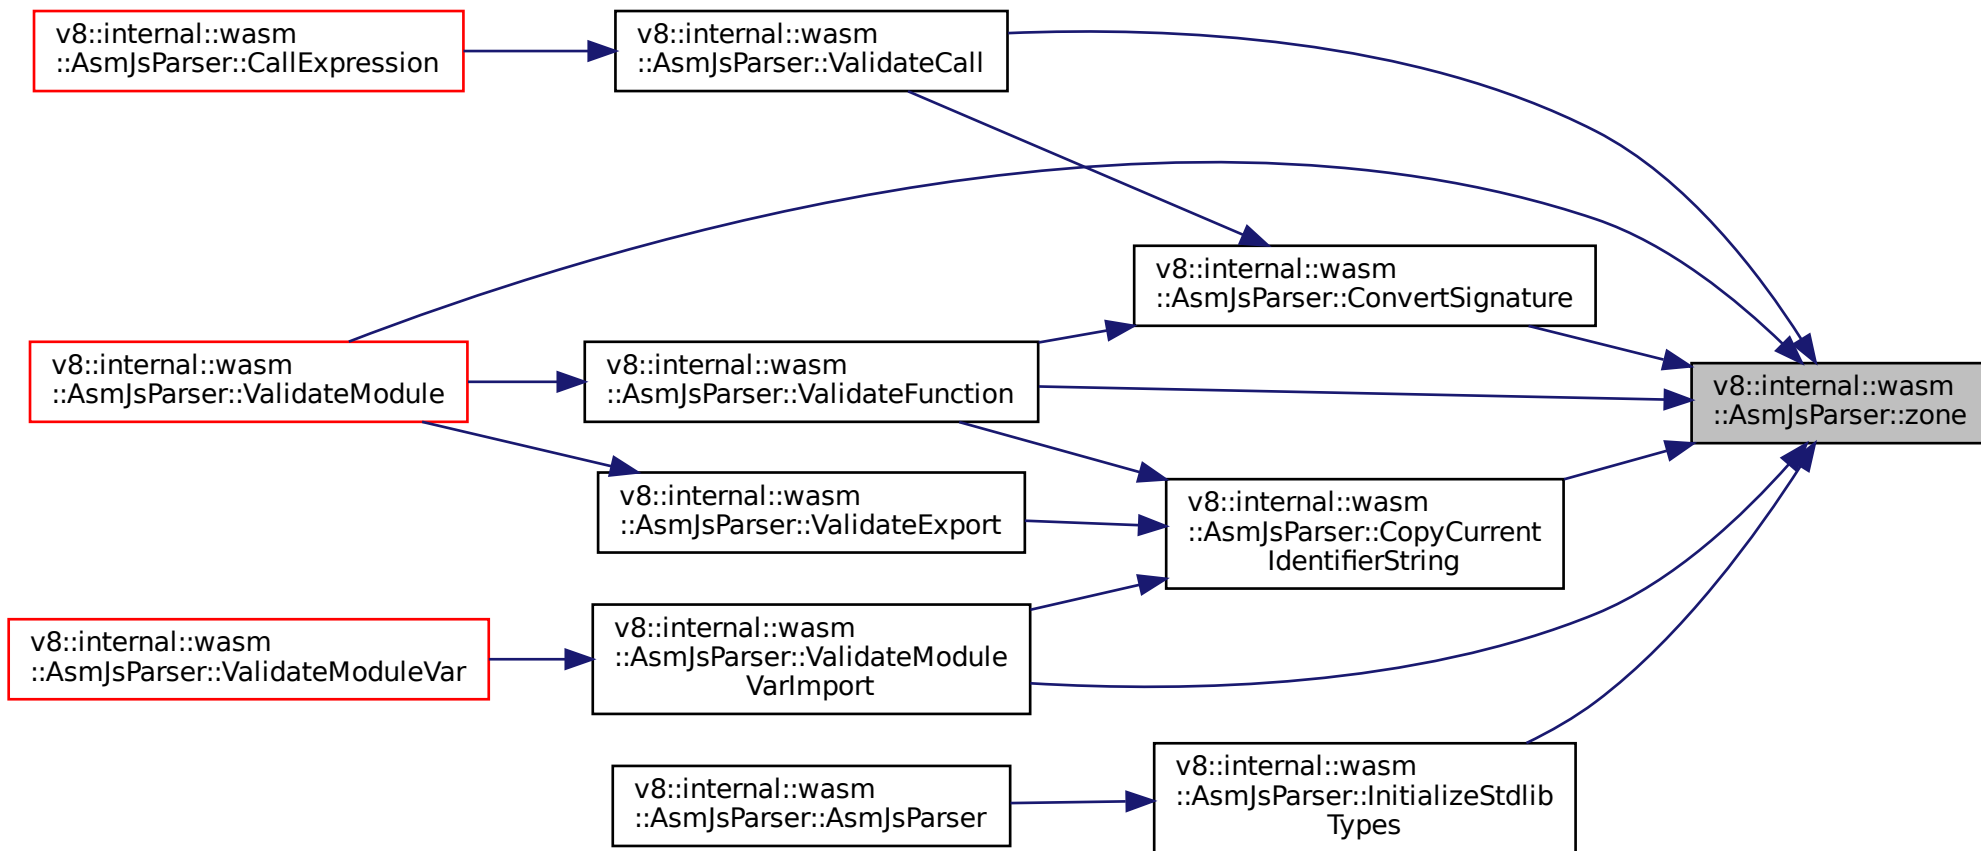 v8::internal::wasm
::AsmJsParser::CallExpression
v8::internal::wasm
::AsmJsParser::ValidateCall
v8::internal::wasm
::AsmJsParser::ConvertSignature
v8::internal::wasm
::AsmJsParser::ValidateModule
v8::internal::wasm
::AsmJsParser::ValidateFunction
v8::internal::wasm
::AsmJsParser::zone
v8::internal::wasm
::AsmJsParser::ValidateExport
v8::internal::wasm
::AsmJsParser::CopyCurrent
IdentifierString
v8::internal::wasm
::AsmJsParser::ValidateModuleVar
v8::internal::wasm
::AsmJsParser::ValidateModule
VarImport
v8::internal::wasm
::AsmJsParser::AsmJsParser
v8::internal::wasm
::AsmJsParser::InitializeStdlib
Types